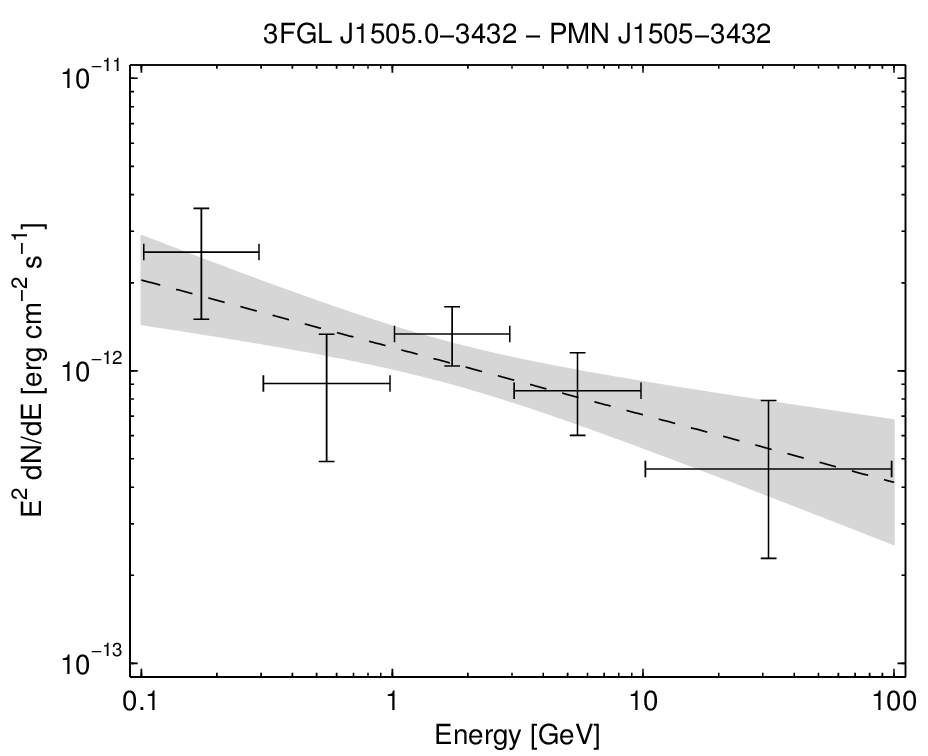 3FGL J1505.0−3432 − PMN J1505−3432
E² dN/dE [erg cm⁻² s⁻¹]
10⁻¹¹
10⁻¹²
10⁻¹³
0.1 1 10 100
Energy [GeV]